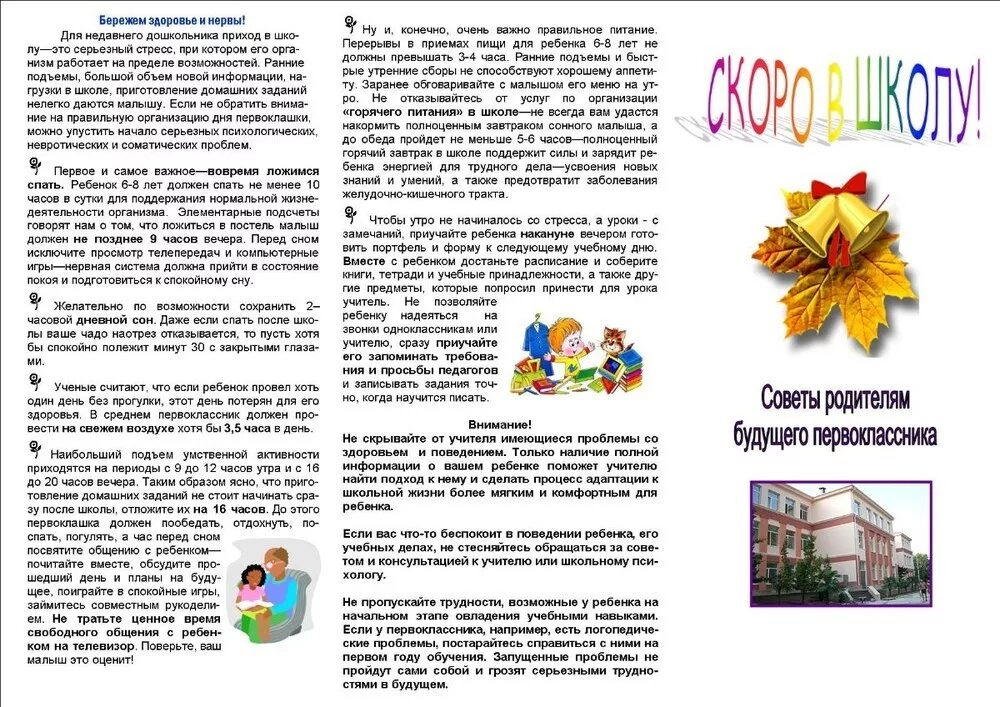 Бережем здоровье и нервы!
Для недавнего дошкольника приход в шко-
лу—это серьезный стресс, при котором его орга-
низм работает на пределе возможностей. Ранние
подъемы, большой объем новой информации, на-
грузки в школе, приготовление домашних заданий
нелегко даются малышу. Если не обратить внима-
ние на правильную организацию дня первоклашки,
можно упустить начало серьезных психологических,
невротических и соматических проблем.
Первое и самое важное—вовремя ложимся
спать. Ребенок 6-8 лет должен спать не менее 10
часов в сутки для поддержания нормальной жизне-
деятельности организма. Элементарные подсчеты
говорят нам о том, что ложиться в постель малыш
должен не позднее 9 часов вечера. Перед сном
исключите просмотр телепередач и компьютерные
игры—нервная система должна прийти в состояние
покоя и подготовиться к спокойному сну.
Желательно по возможности сохранить 2–
часовой дневной сон. Даже если спать после шко-
лы ваше чадо наотрез отказывается, то пусть хотя
бы спокойно полежит минут 30 с закрытыми глаза-
ми.
Ученые считают, что если ребенок провел хоть
один день без прогулки, этот день потерян для его
здоровья. В среднем первоклассник должен про-
вести на свежем воздухе хотя бы 3,5 часа в день.
Наибольший подъем умственной активности
приходятся на периоды с 9 до 12 часов утра и с 16
до 20 часов вечера. Таким образом ясно, что при-
готовление домашних заданий не стоит начинать сра-
зу после школы, отложите их на 16 часов. До этого
первоклашка должен пообедать, отдохнуть, по-
спать, погулять, а час перед сном
посвятите общению с ребенком—
почитайте вместе, обсудите про-
шедший день и планы на буду-
щее, поиграйте в спокойные игры,
займитесь совместным рукодели-
ем. Не тратьте ценное время
свободного общения с ребен-
ком на телевизор. Поверьте, ваш
малыш это оценит!
Ну и, конечно, очень важно правильное питание.
Перерывы в приемах пищи для ребенка 6-8 лет не
должны превышать 3-4 часа. Ранние подъемы и быст-
рые утренние сборы не способствуют хорошему аппети-
ту. Заранее обговаривайте с малышом его меню на ут-
ро. Не отказывайтесь от услуг по организации
«горячего питания» в школе—не всегда вам удастся
накормить полноценным завтраком сонного малыша, а
до обеда пройдет не меньше 5-6 часов—полноценный
горячий завтрак в школе поддержит силы и зарядит ре-
бенка энергией для трудного дела—усвоения новых
знаний и умений, а также предотвратит заболевания
желудочно-кишечного тракта.
Чтобы утро не начиналось со стресса, а уроки - с
замечаний, приучайте ребенка накануне вечером гото-
вить портфель и форму к следующему учебному дню.
Вместе с ребенком достаньте расписание и соберите
книги, тетради и учебные принадлежности, а также дру-
гие предметы, которые попросил принести для урока
учитель. Не позволяйте
ребенку надеяться на
звонки одноклассникам или
учителю, сразу приучайте
его запоминать требова-
ния и просьбы педагогов
и записывать задания точ-
но, когда научится писать.
Внимание!
Не скрывайте от учителя имеющиеся проблемы со
здоровьем и поведением. Только наличие полной
информации о вашем ребенке поможет учителю
найти подход к нему и сделать процесс адаптации к
школьной жизни более мягким и комфортным для
ребенка.
Если вас что-то беспокоит в поведении ребенка, его
учебных делах, не стесняйтесь обращаться за сове-
том и консультацией к учителю или школьному пси-
хологу.
Не пропускайте трудности, возможные у ребенка на
начальном этапе овладения учебными навыками.
Если у первоклассника, например, есть логопедиче-
ские проблемы, постарайтесь справиться с ними на
первом году обучения. Запущенные проблемы не
пройдут сами собой и грозят серьезными трудно-
стями в будущем.
СКОРО В ШКОЛУ!
Советы родителям
будущего первоклассника